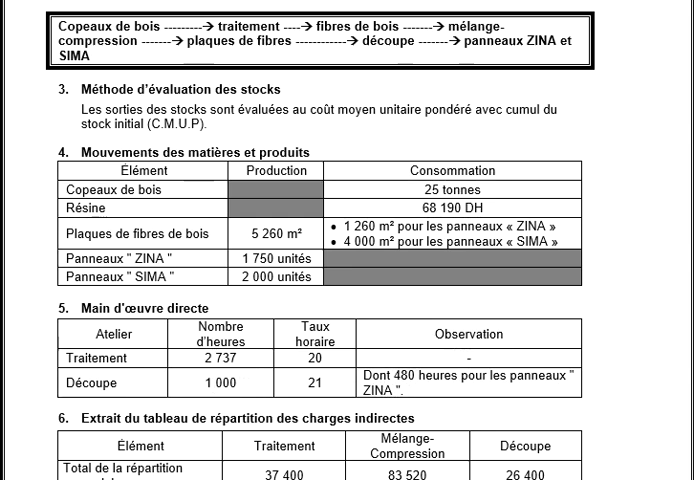 Copeaux de bois ---------→ traitement ----→ fibres de bois -------→ mélange-
compression -------→ plaques de fibres ------------→ découpe -------→ panneaux ZINA et
SIMA
3. Méthode d'évaluation des stocks
Les sorties des stocks sont évaluées au coût moyen unitaire pondéré avec cumul du
stock initial (C.M.U.P).
4. Mouvements des matières et produits
Élément Production Consommation
Copeaux de bois 25 tonnes
Résine 68 190 DH
Plaques de fibres de bois 5 260 m² • 1 260 m² pour les panneaux « ZINA »
• 4 000 m² pour les panneaux « SIMA »
Panneaux " ZINA " 1 750 unités
Panneaux " SIMA " 2 000 unités
5. Main d'œuvre directe
Atelier Nombre d'heures Taux horaire Observation
Traitement 2 737 20 -
Découpe 1 000 21 Dont 480 heures pour les panneaux "
ZINA ".
6. Extrait du tableau de répartition des charges indirectes
Élément Traitement Mélange-
Compression Découpe
Total de la répartition 37 400 83 520 26 400